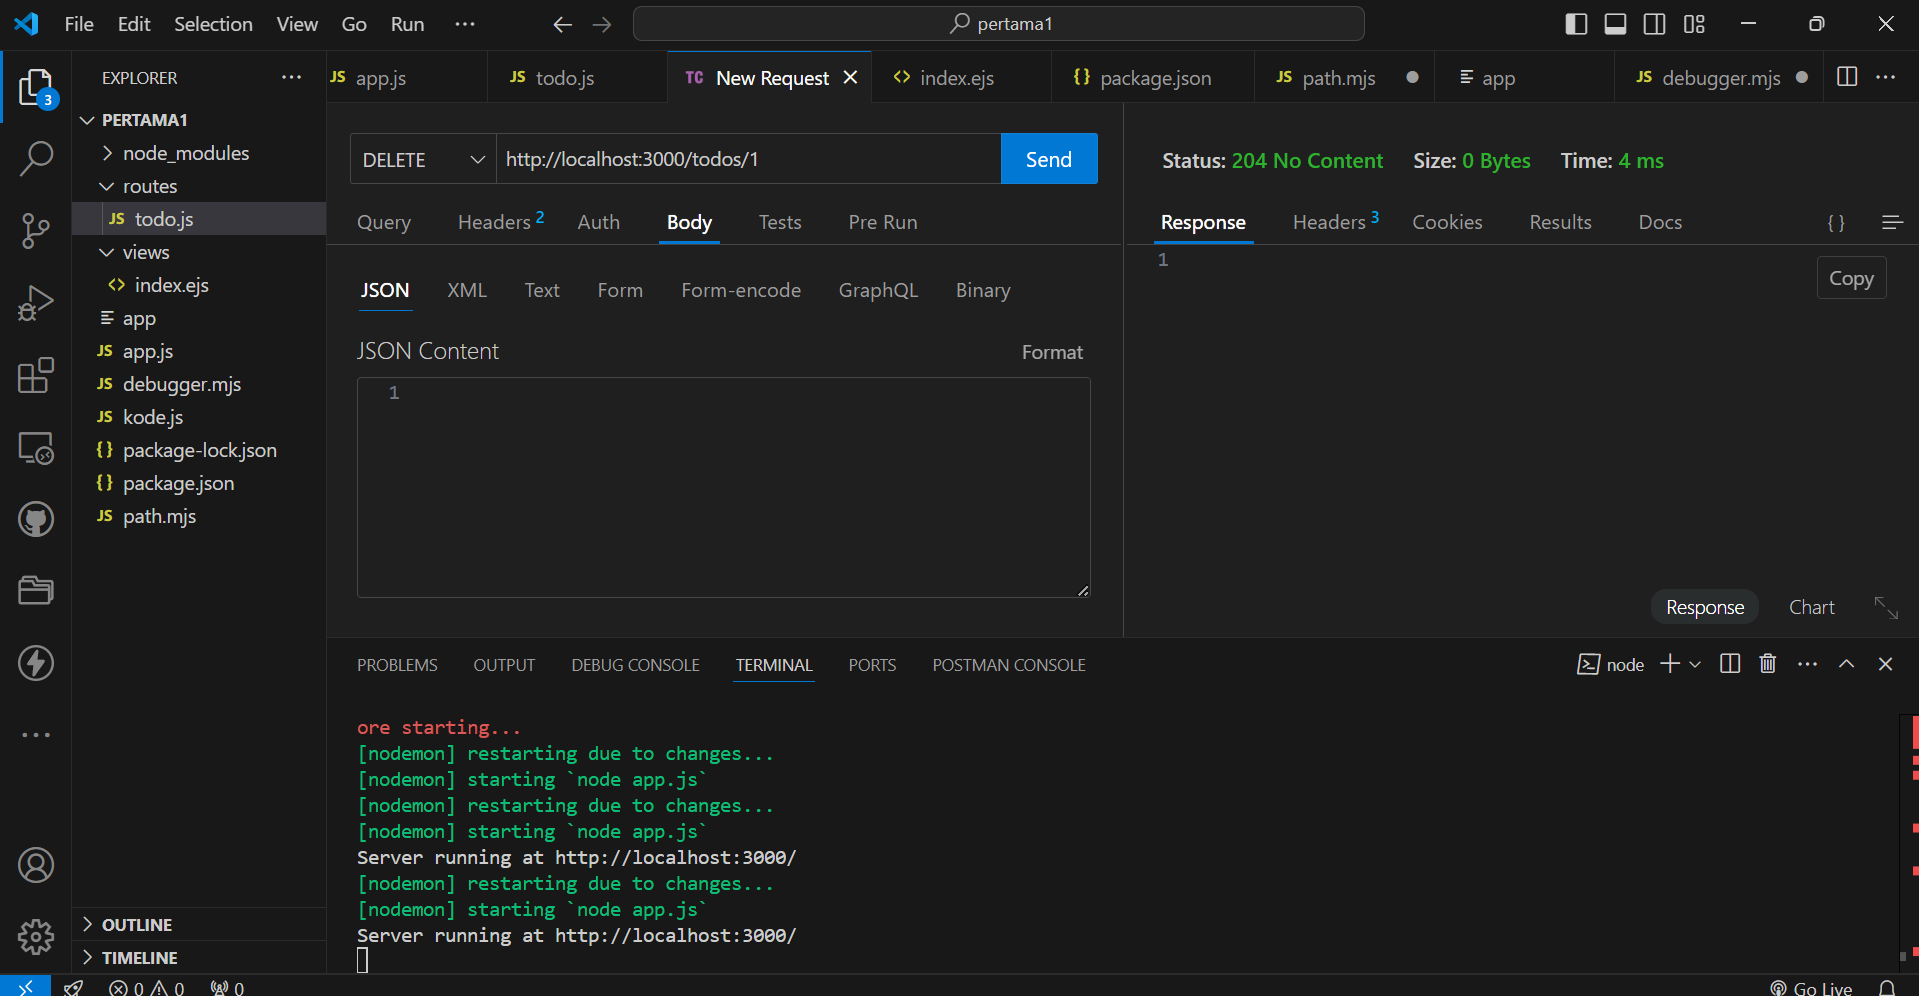 File Edit Selection View Go Run ··· pertama1
EXPLORER ···
JS app.js JS todo.js TC New Request index.ejs {} package.json JS path.mjs app JS debugger.mjs ···
3
PERTAMA1
node_modules
routes
JS todo.js
views
<> index.ejs
app
JS app.js
JS debugger.mjs
JS kode.js
{} package-lock.json
{} package.json
JS path.mjs
OUTLINE
TIMELINE
DELETE http://localhost:3000/todos/1 Send
Query Headers 2 Auth Body Tests Pre Run
JSON XML Text Form Form-encode GraphQL Binary
JSON Content Format
1
Status: 204 No Content Size: 0 Bytes Time: 4 ms
Response Headers 3 Cookies Results Docs {}
1
Copy
Response Chart
PROBLEMS OUTPUT DEBUG CONSOLE TERMINAL PORTS POSTMAN CONSOLE node
ore starting...
[nodemon] restarting due to changes...
[nodemon] starting `node app.js`
[nodemon] restarting due to changes...
[nodemon] starting `node app.js`
Server running at http://localhost:3000/
[nodemon] restarting due to changes...
[nodemon] starting `node app.js`
Server running at http://localhost:3000/
0 0 0 Go Live